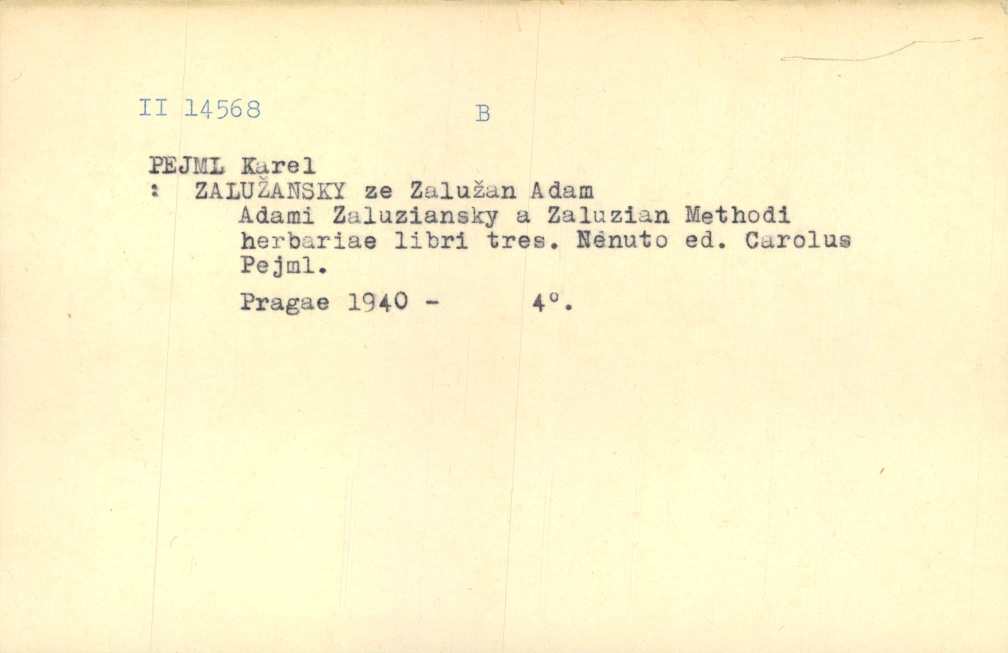 II 14568 B
PEJML Karel
: ZALUŽANSKY ze Zalužan Adam
Adami Zaluziansky a Zaluzian Methodi
herbariae libri tres. Nenuto ed. Carolus
Pejml.
Pragae 1940 - 4°.